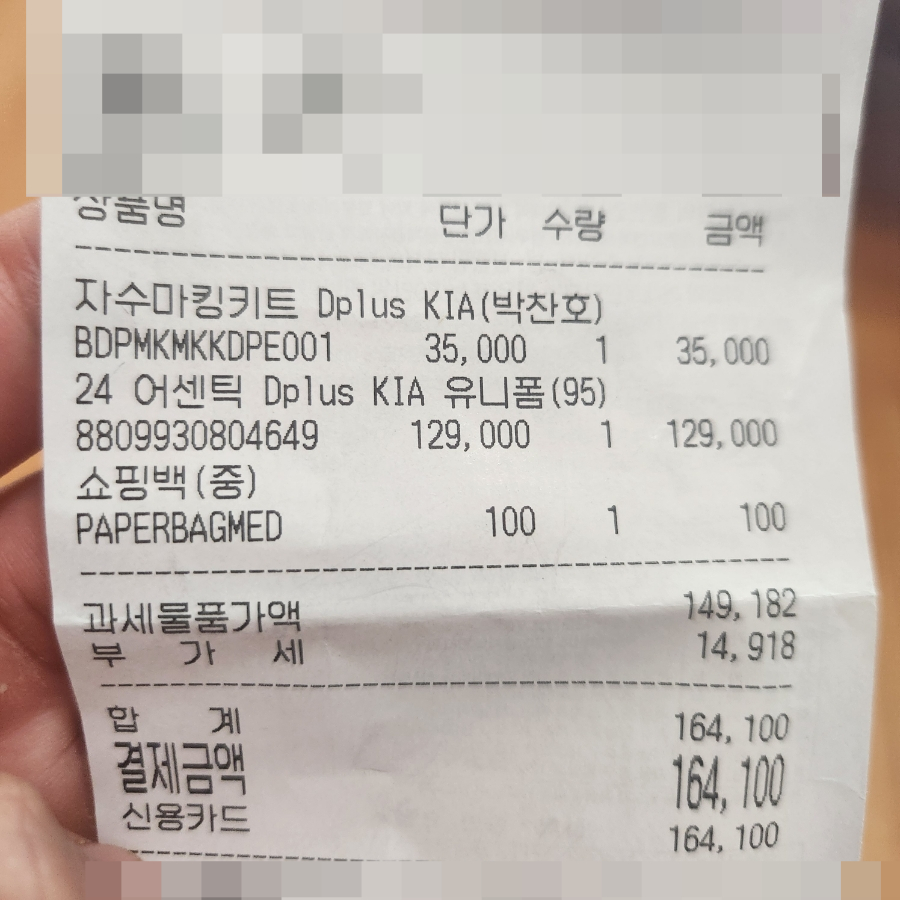 상품명 단가 수량 금액
자수마킹키트 Dplus KIA(박찬호)
BDPMKMKKDPE001 35,000 1 35,000
24 어센틱 Dplus KIA 유니폼(95)
8809930804649 129,000 1 129,000
쇼핑백(중)
PAPERBAGMED 100 1 100
과세물품가액 149,182
부 가 세 14,918
합 계 164,100
결제금액 164,100
신용카드 164,100